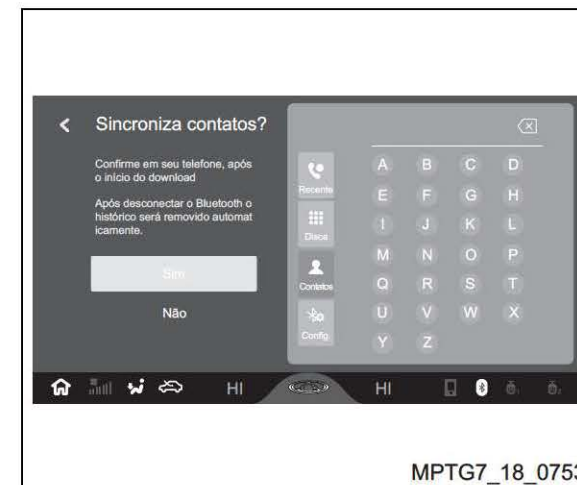 Sincroniza contatos?
Confirme em seu telefone, após
o início do download
Após desconectar o Bluetooth o
histórico será removido automat
icamente.
Sim
Não
Recente
Disca
Contatos
Config
A B C D
E F G H
I J K L
M N O P
Q R S T
U V W X
Y Z
HI HI
MPTG7_18_0753